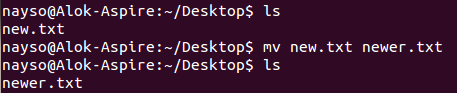 nayso@Alok-Aspire:~/Desktop$ ls
new.txt
nayso@Alok-Aspire:~/Desktop$ mv new.txt newer.txt
nayso@Alok-Aspire:~/Desktop$ ls
newer.txt